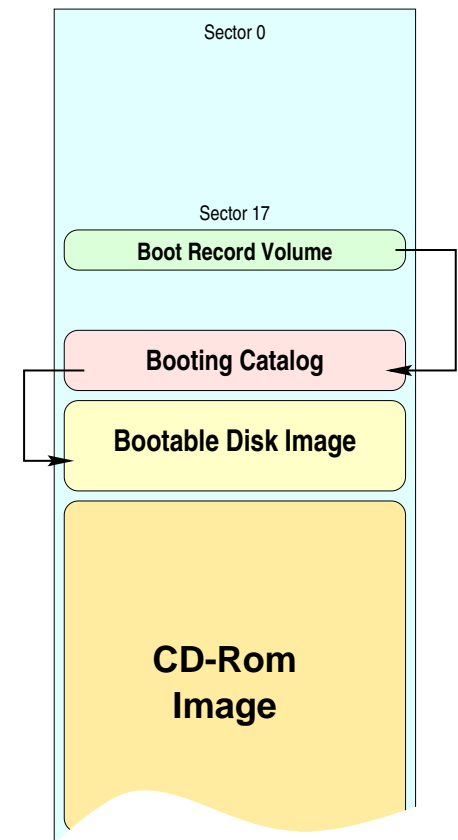 Sector 0
Sector 17
Boot Record Volume
Booting Catalog
Bootable Disk Image
CD-Rom
Image